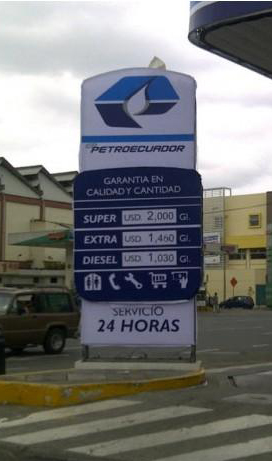 PETROECUADOR
GARANTIA EN
CALIDAD Y CANTIDAD
SUPER USD. 2,000 Gl.
EXTRA USD. 1,460 Gl.
DIESEL USD. 1,030 Gl.
SERVICIO
24 HORAS